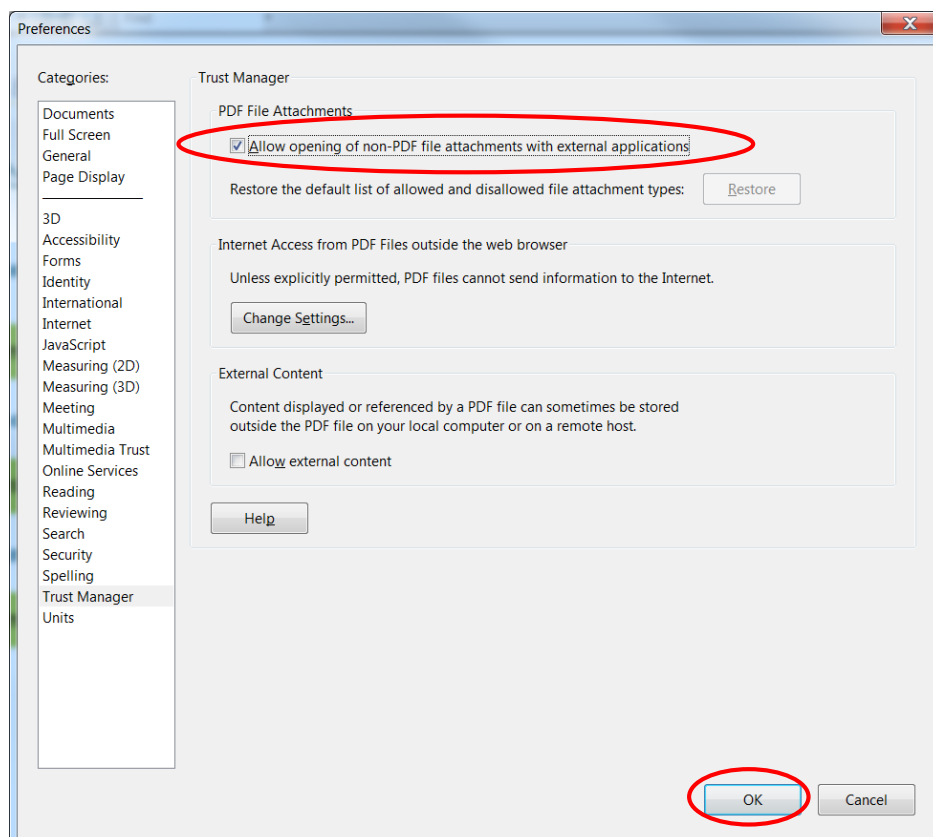 Preferences
Categories:
Documents
Full Screen
General
Page Display
3D
Accessibility
Forms
Identity
International
Internet
JavaScript
Measuring (2D)
Measuring (3D)
Meeting
Multimedia
Multimedia Trust
Online Services
Reading
Reviewing
Search
Security
Spelling
Trust Manager
Units
Trust Manager
PDF File Attachments
Allow opening of non-PDF file attachments with external applications
Restore the default list of allowed and disallowed file attachment types:
Restore
Internet Access from PDF Files outside the web browser
Unless explicitly permitted, PDF files cannot send information to the Internet.
Change Settings...
External Content
Content displayed or referenced by a PDF file can sometimes be stored
outside the PDF file on your local computer or on a remote host.
Allow external content
Help
OK
Cancel